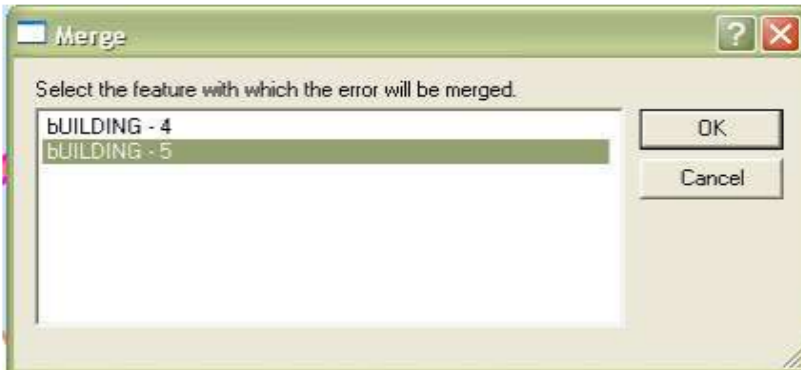 Merge
Select the feature with which the error will be merged.
bUILDING - 4
bUILDING - 5
OK
Cancel